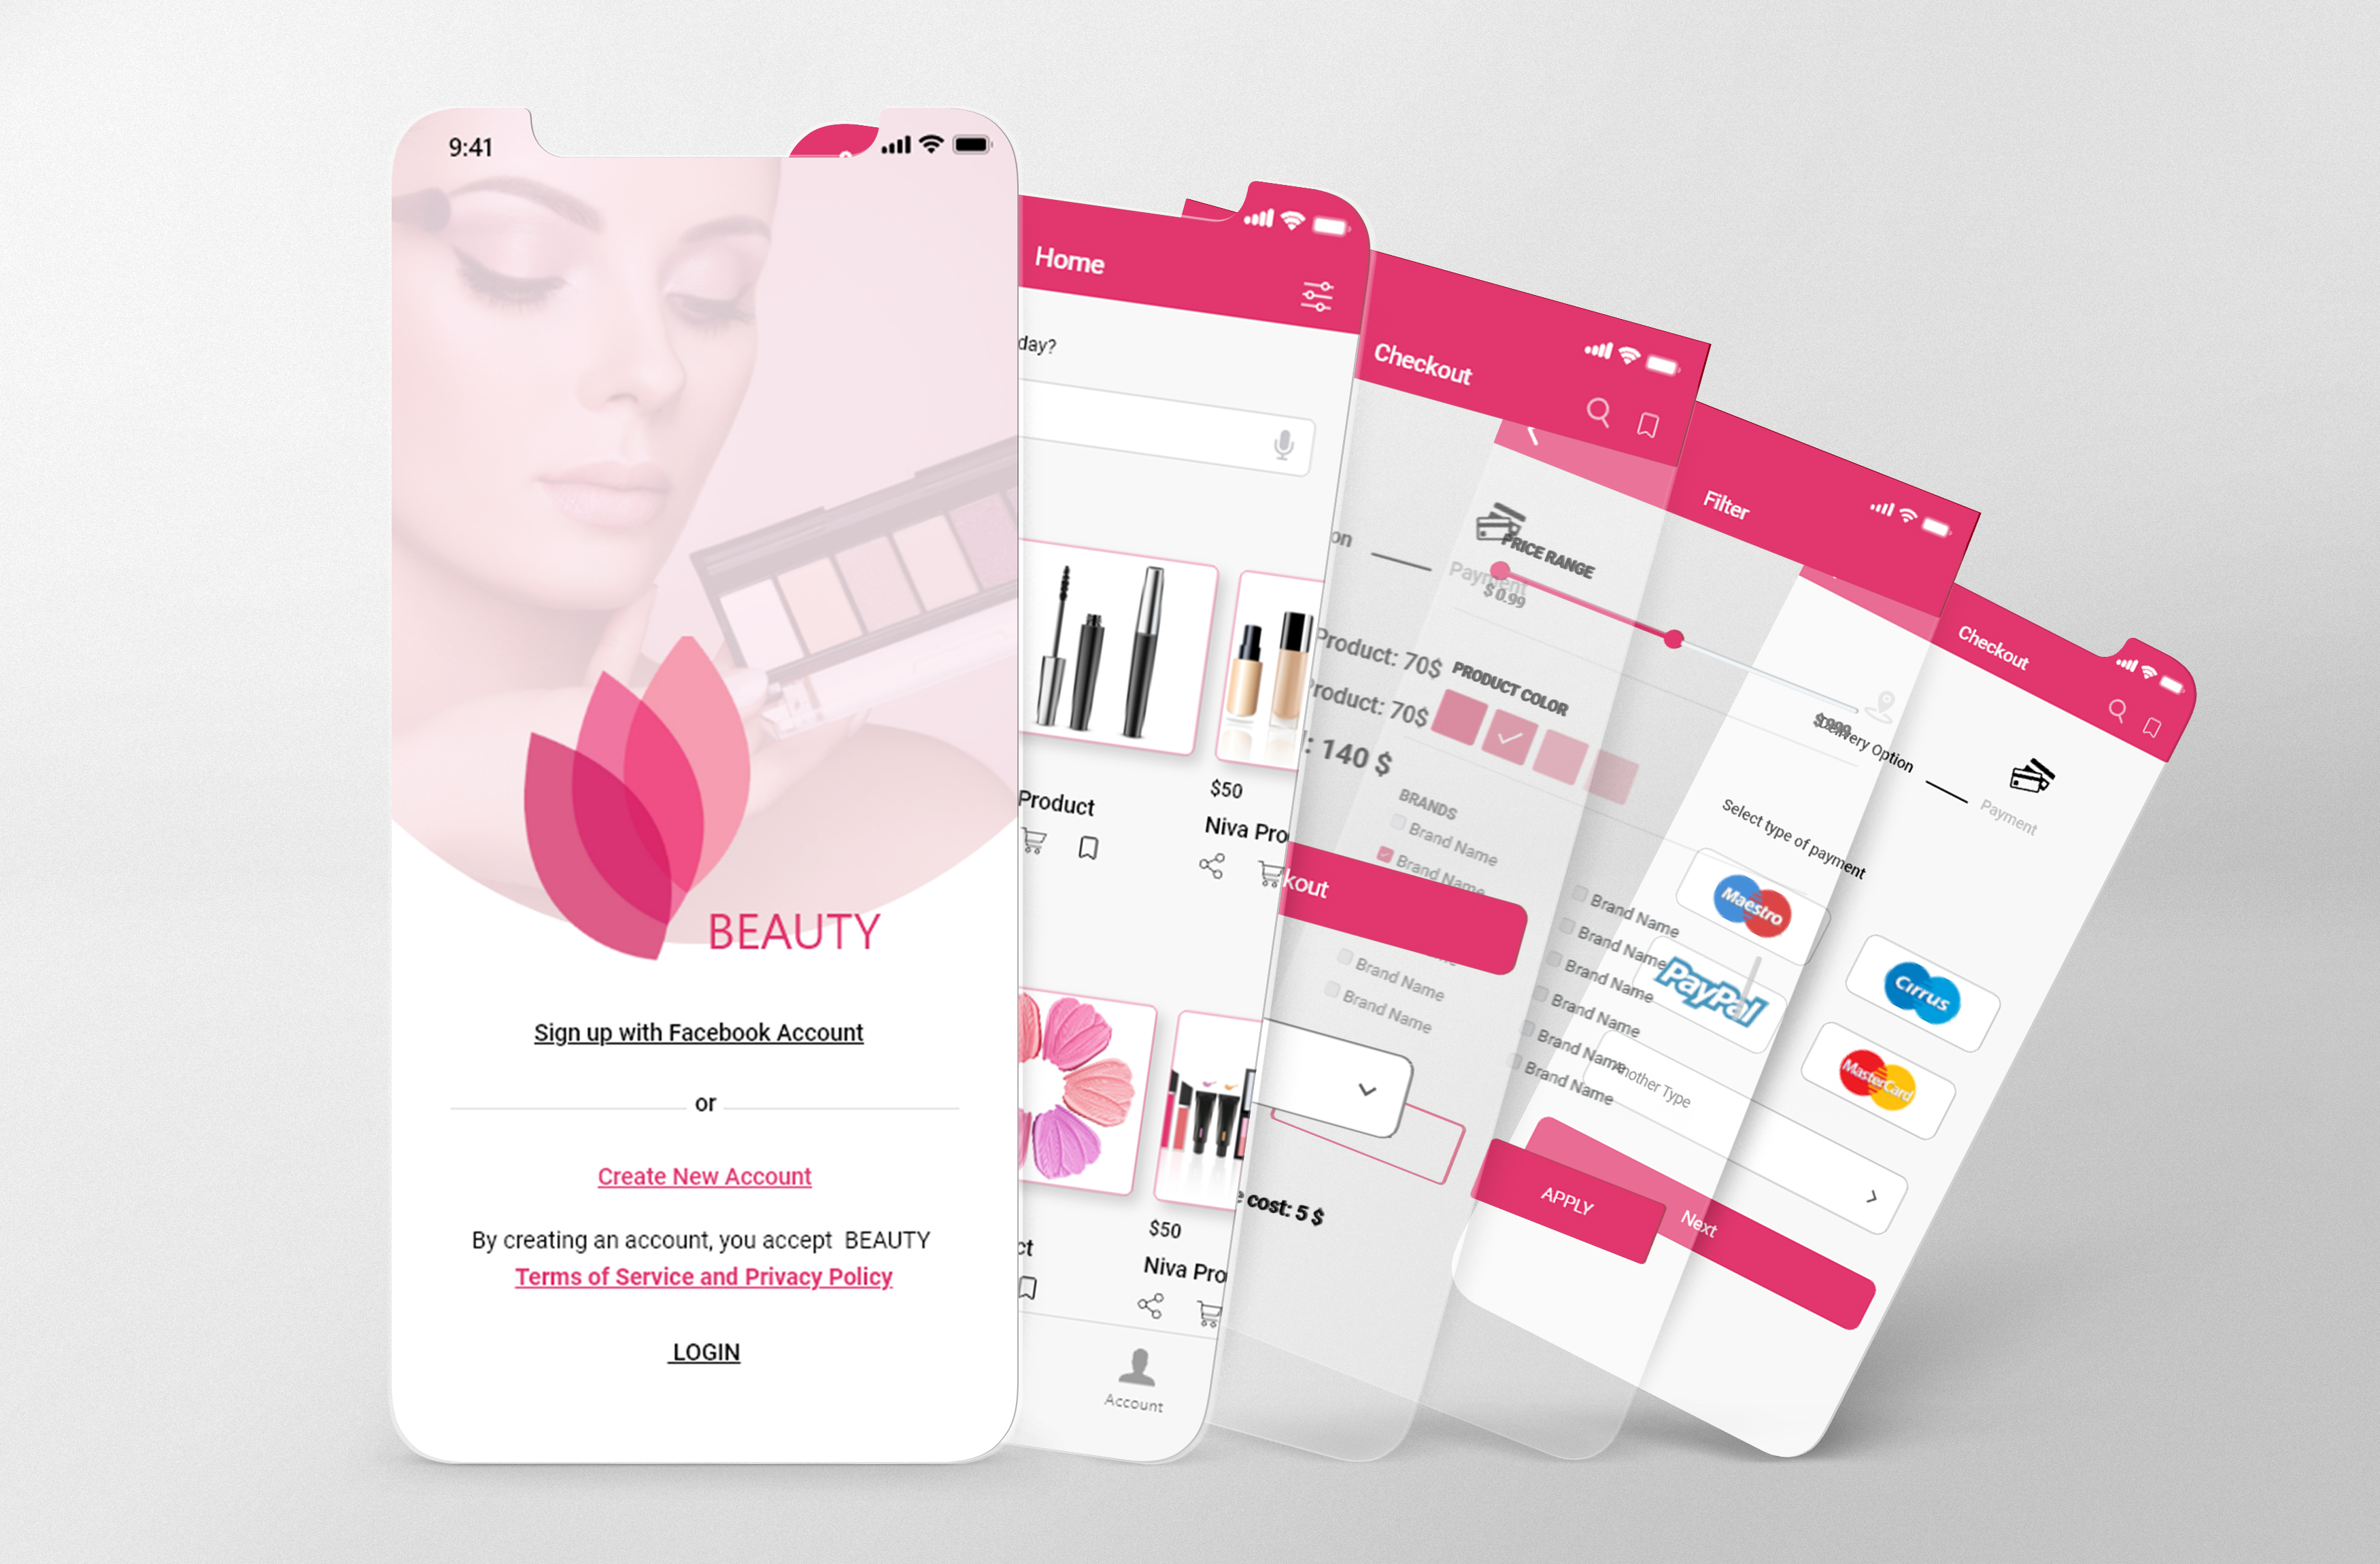 9:41
BEAUTY
Sign up with Facebook Account
or
Create New Account
By creating an account, you accept BEAUTY
Terms of Service and Privacy Policy
LOGIN
Home
day?
Product
$50
Niva Pro
ct
$50
Niva Pro
Account
Checkout
on
Payment
Product: 70$
Product: 70$
: 140 $
kout
cost: 5 $
Filter
PRICE RANGE
$ 0.99
$999
PRODUCT COLOR
BRANDS
Brand Name
Brand Name
Brand Name
Brand Name
Brand Name
Brand Name
Brand Name
Brand Name
Brand Name
Brand Name
APPLY
Checkout
Delivery Option
Payment
Select type of payment
Maestro
Cirrus
PayPal
MasterCard
Another Type
Next